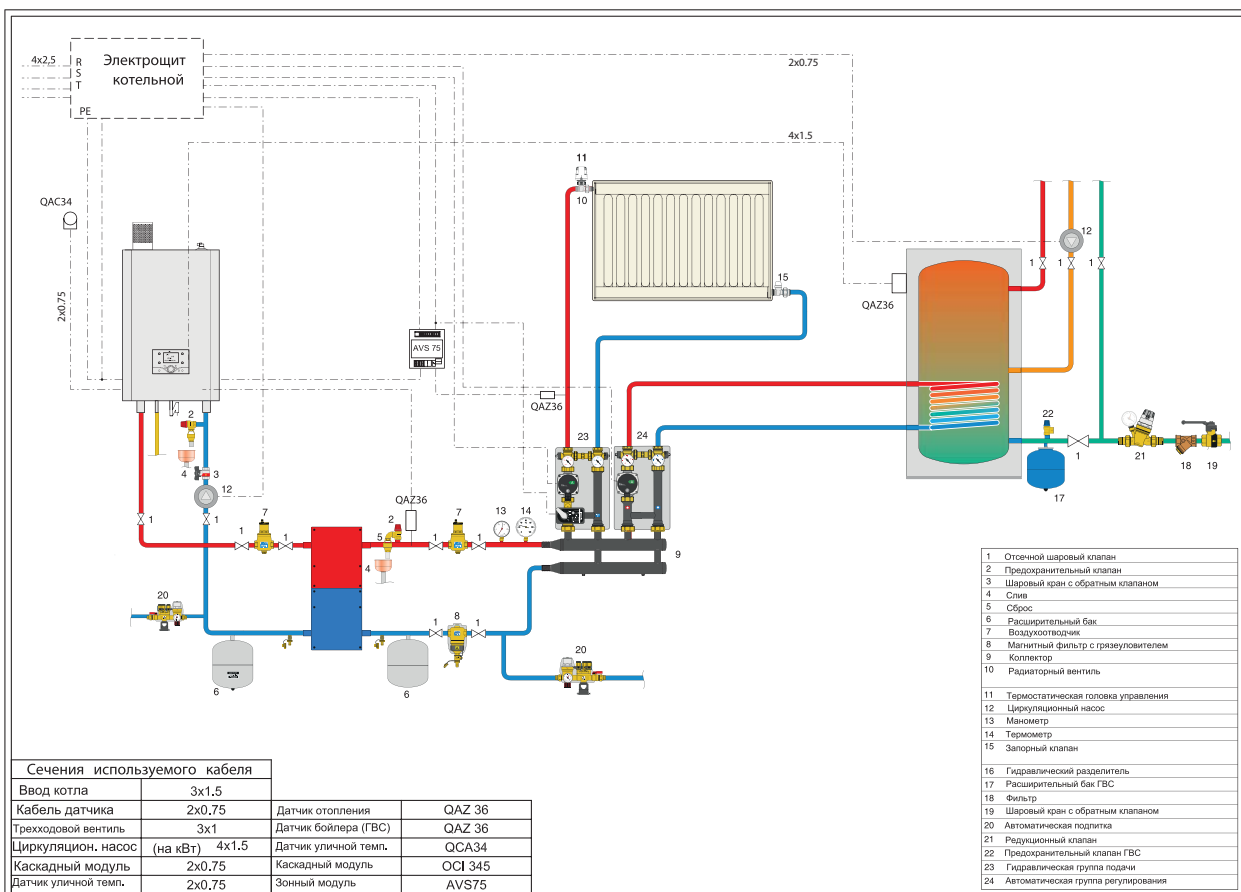 Электрощит
котельной
4x2,5
R
S
T
PE
2x0.75
4x1.5
QAC34
2x0.75
11
10
15
12
1
1
1
QAZ36
AVS 75
QAZ36
2
4
3
12
1
1
23
24
22
1
21
18
19
17
7
1
1
QAZ36
2
5
4
7
1
1
13
14
9
20
6
6
1
8
1
20
1 Отсечной шаровый клапан
2 Предохранительный клапан
3 Шаровый кран с обратным клапаном
4 Слив
5 Сброс
6 Расширительный бак
7 Воздухоотводчик
8 Магнитный фильтр с грязеуловителем
9 Коллектор
10 Радиаторный вентиль
11 Термостатическая головка управления
12 Циркуляционный насос
13 Манометр
14 Термометр
15 Запорный клапан
16 Гидравлический разделитель
17 Расширительный бак ГВС
18 Фильтр
19 Шаровый кран с обратным клапаном
20 Автоматическая подпитка
21 Редукционный клапан
22 Предохранительный клапан ГВС
23 Гидравлическая группа подачи
24 Автоматическая группа регулирования
Сечения используемого кабеля
Ввод котла 3x1.5
Кабель датчика 2x0.75 Датчик отопления QAZ 36
Трехходовой вентиль 3x1 Датчик бойлера (ГВС) QAZ 36
Циркуляцион. насос (на кВт) 4x1.5 Датчик уличной темп. QCA34
Каскадный модуль 2x0.75 Каскадный модуль OCI 345
Датчик уличной темп. 2x0.75 Зонный модуль AVS75